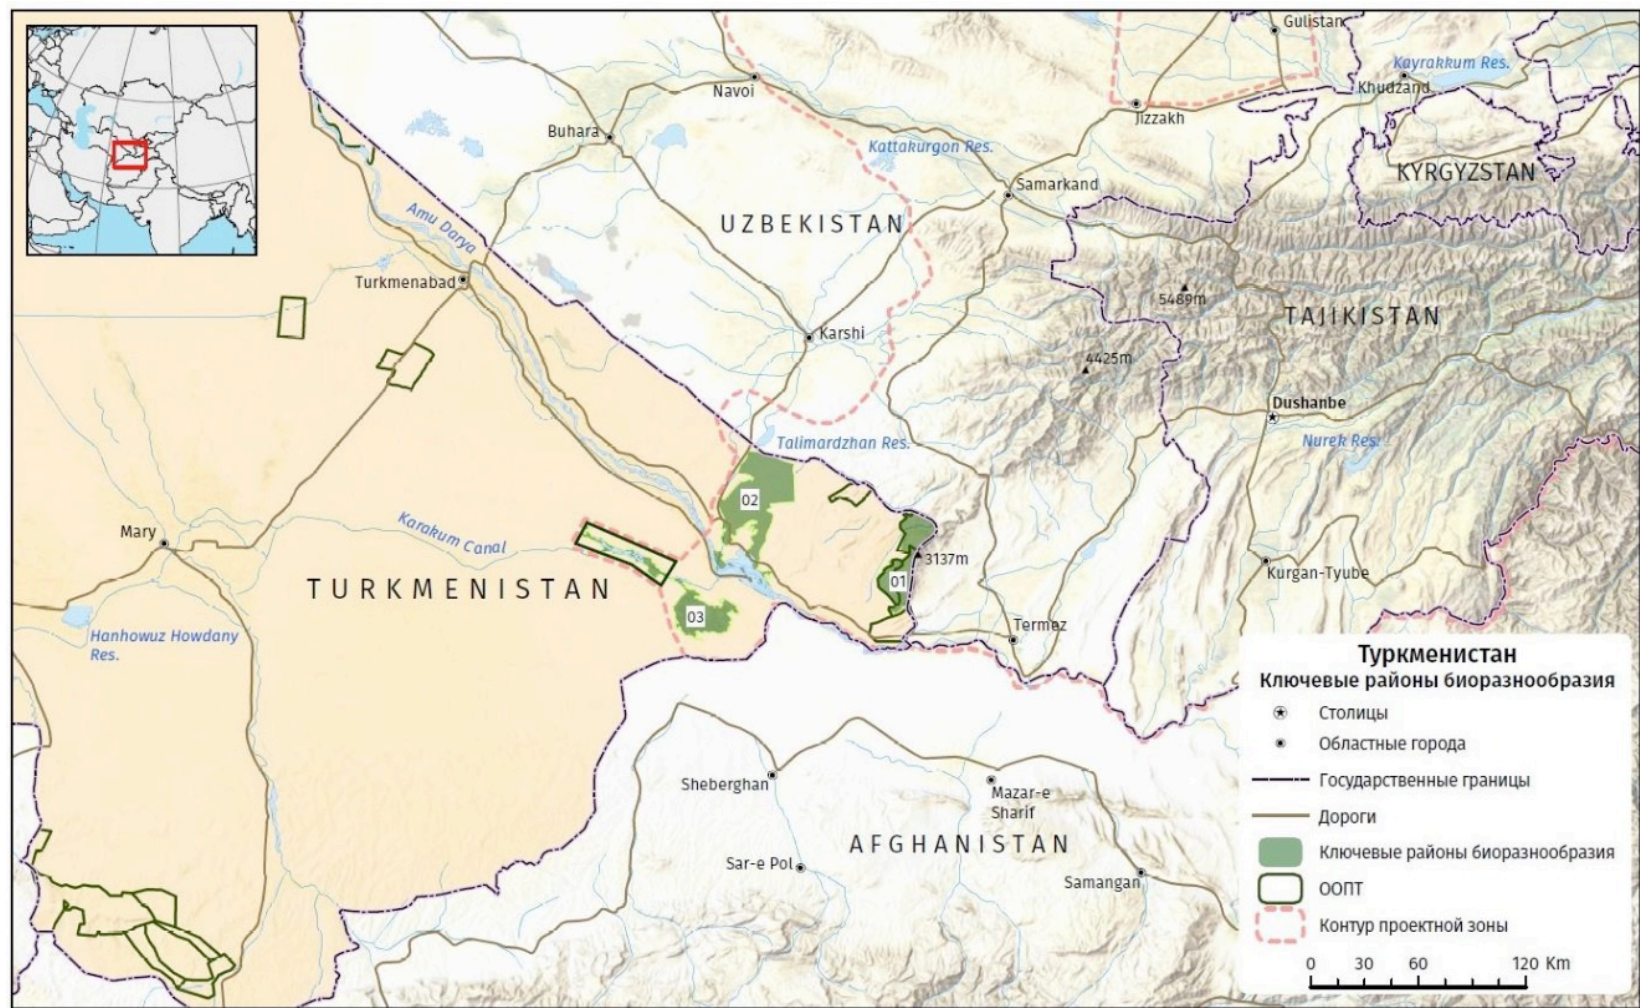 Gulistan
Kayrakkum Res.
Khudzand
Navoi
Jizzakh
Buhara
Kattakurgon Res.
KYRGYZSTAN
Samarkand
Amu Darya
UZBEKISTAN
Turkmenabad
5489m
TAJIKISTAN
Karshi
4425m
Dushanbe
Talimardzhan Res.
Nurek Res.
02
Karakum Canal
Mary
3137m
Kurgan-Tyube
01
TURKMENISTAN
03
Termez
Hanhowuz Howdany
Res.
Sheberghan
Mazar-e
Sharif
AFGHANISTAN
Sar-e Pol
Samangan
Туркменистан
Ключевые районы биоразнообразия
Столицы
Областные города
Государственные границы
Дороги
Ключевые районы биоразнообразия
ООПТ
Контур проектной зоны
0 30 60 120 Km